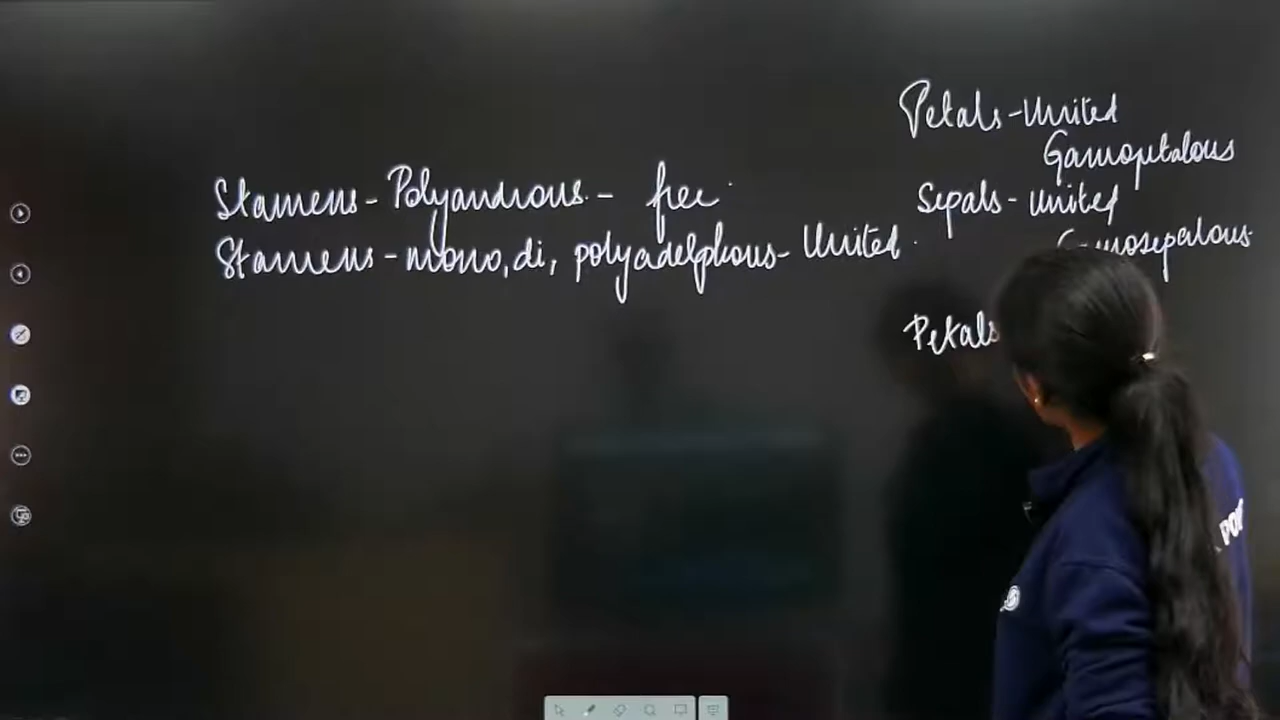 Petals - United
Gamopetalous
Stamens - Polyandrous - free
Sepals - united
Gamosepalous
Stamens - mono, di, polyadelphous - United
Petals